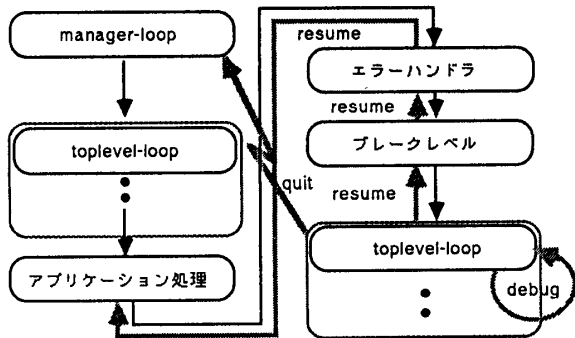 manager-loop
toplevel-loop
アプリケーション処理
resume
エラーハンドラ
resume
ブレークレベル
quit
resume
toplevel-loop
debug